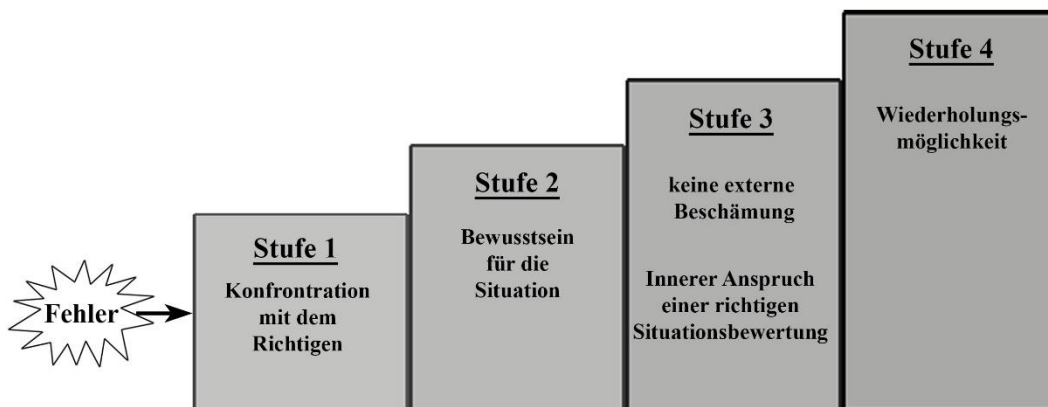 Fehler
Stufe 1
Konfrontration
mit dem
Richtigen
Stufe 2
Bewusstsein
für die
Situation
Stufe 3
keine externe
Beschämung
Innerer Anspruch
einer richtigen
Situationsbewertung
Stufe 4
Wiederholungs-
möglichkeit